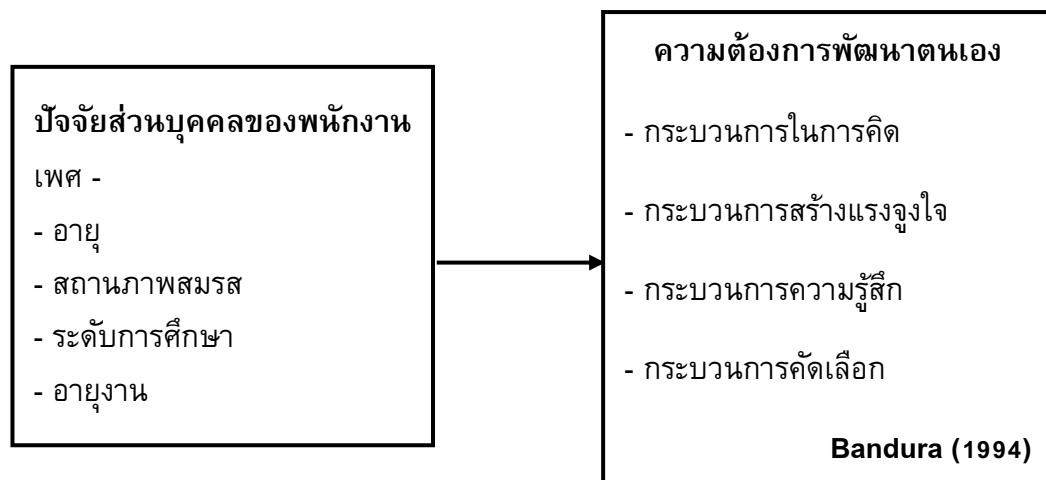 ปัจจัยส่วนบุคคลของพนักงาน
เพศ -
- อายุ
- สถานภาพสมรส
- ระดับการศึกษา
- อายุงาน
ความต้องการพัฒนาตนเอง
- กระบวนการในการคิด
- กระบวนการสร้างแรงจูงใจ
- กระบวนการความรู้สึก
- กระบวนการคัดเลือก
Bandura (1994)